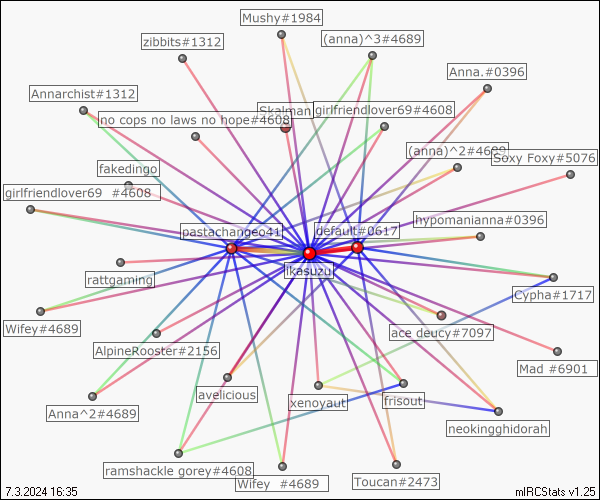 Mushy#1984
zibbits#1312
(anna)^3#4689
Anna.#0396
Annarchist#1312
Skalman
girlfriendlover69#4608
no cops no laws no hope#4608
(anna)^2#4689
Sexy Foxy#5076
fakedingo
girlfriendlover69 #4608
hypomanianna#0396
pastachangeo41
default#0617
ikasuzu
rattgaming
Cypha#1717
Wifey#4689
ace deucy#7097
AlpineRooster#2156
Mad #6901
avelicious
xenoyaut
frisout
Anna^2#4689
neokingghidorah
ramshackle gorey#4608
Wifey #4689
Toucan#2473
7.3.2024 16:35
mIRCStats v1.25